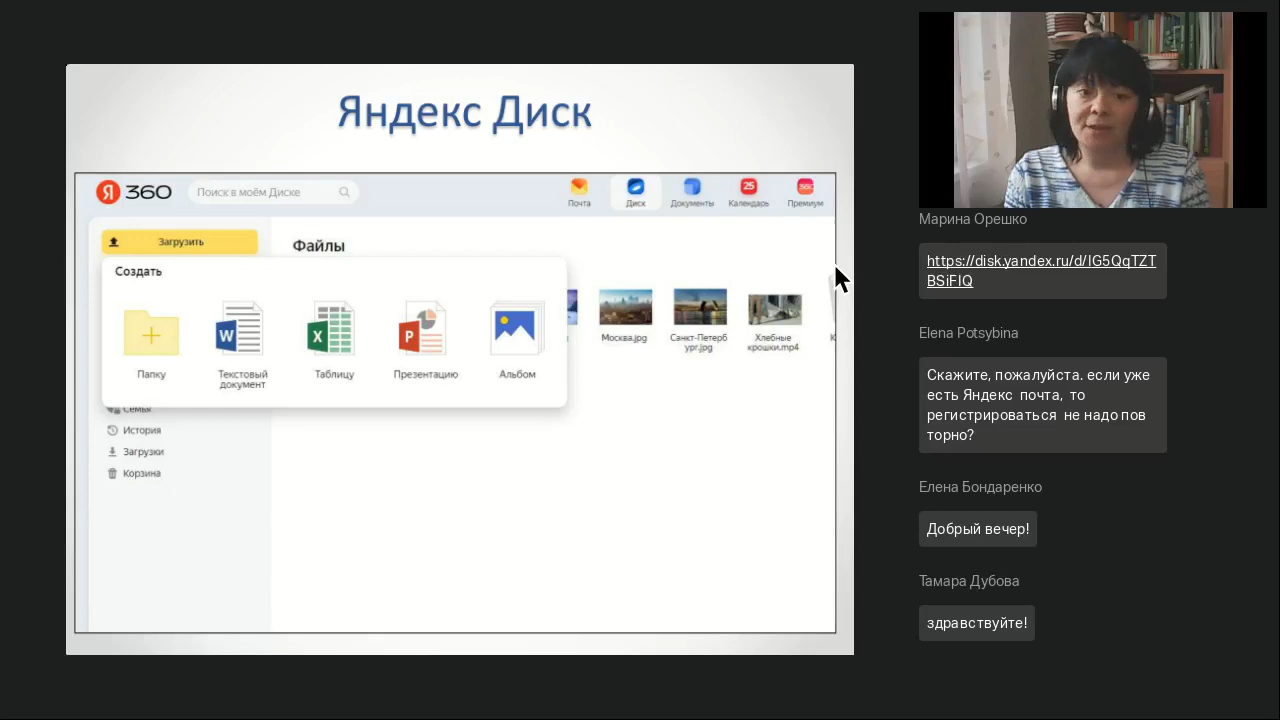 Яндекс Диск
Я 360
Поиск в моём Диске
Почта
Диск
Документы
25
Календарь
360
Премиум
Загрузить
Файлы
Создать
W
X
P
Папку
Текстовый
документ
Таблицу
Презентацию
Альбом
Москва.jpg
Санкт-Петерб
ург.jpg
Хлебные
крошки.mp4
Семья
История
Загрузки
Корзина
Марина Орешко
https://disk.yandex.ru/d/IG5QqTZT
BSiFIQ
Elena Potsybina
Скажите, пожалуйста. если уже
есть Яндекс почта, то
регистрироваться не надо пов
торно?
Елена Бондаренко
Добрый вечер!
Тамара Дубова
здравствуйте!